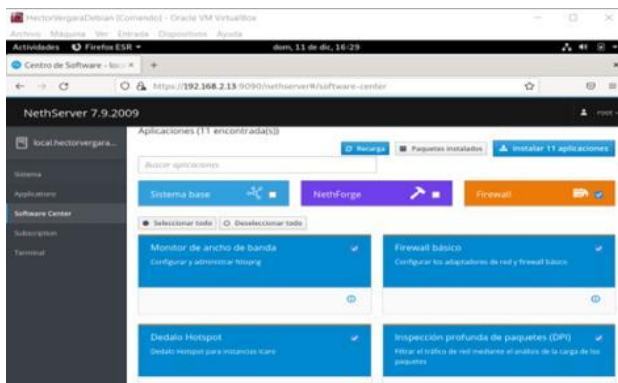 HectorVergaraDebian [Corriendo] - Oracle VM VirtualBox
Archivo Máquina Ver Entrada Dispositivos Ayuda
Actividades Firefox ESR dom, 11 de dic, 16:29
Centro de Software - loc
https://192.168.2.13:9090/nethserver#/software-center
NethServer 7.9.2009 root
local.hectorvergara...
Sistema
Applications
Software Center
Subscription
Terminal
Aplicaciones (11 encontrada(s))
Recarga Paquetes instalados Instalar 11 aplicaciones
Buscar aplicaciones
Sistema base NethForge Firewall
Seleccionar todo Deseleccionar todo
Monitor de ancho de banda
Configurar y administrar
Firewall básico
Configurar los adaptadores de red y firewall básico
Dedalo Hotspot
Dedalo Hotspot para instancias Icaro
Inspección profunda de paquetes (DPI)
Filtrar el tráfico de red mediante el análisis de la carga de los
paquetes